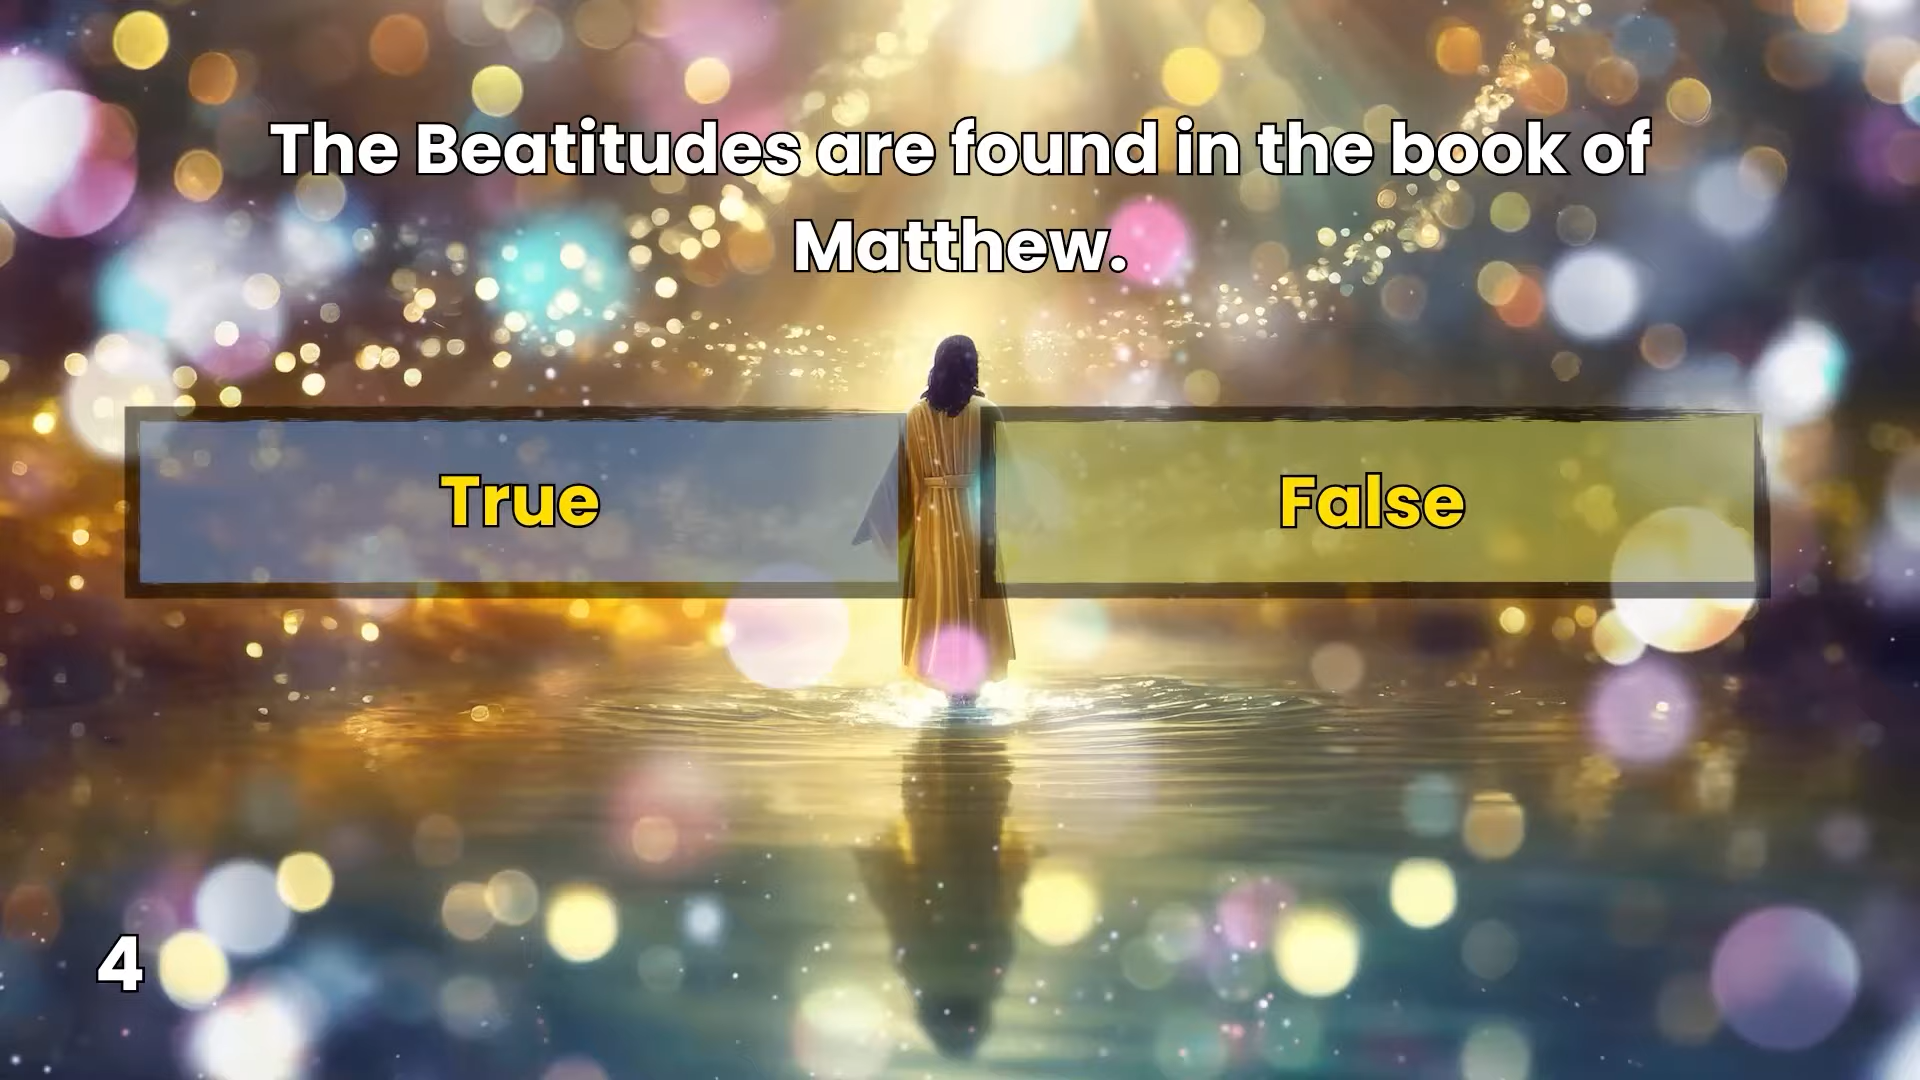 The Beatitudes are found in the book of
Matthew.
True
False
4